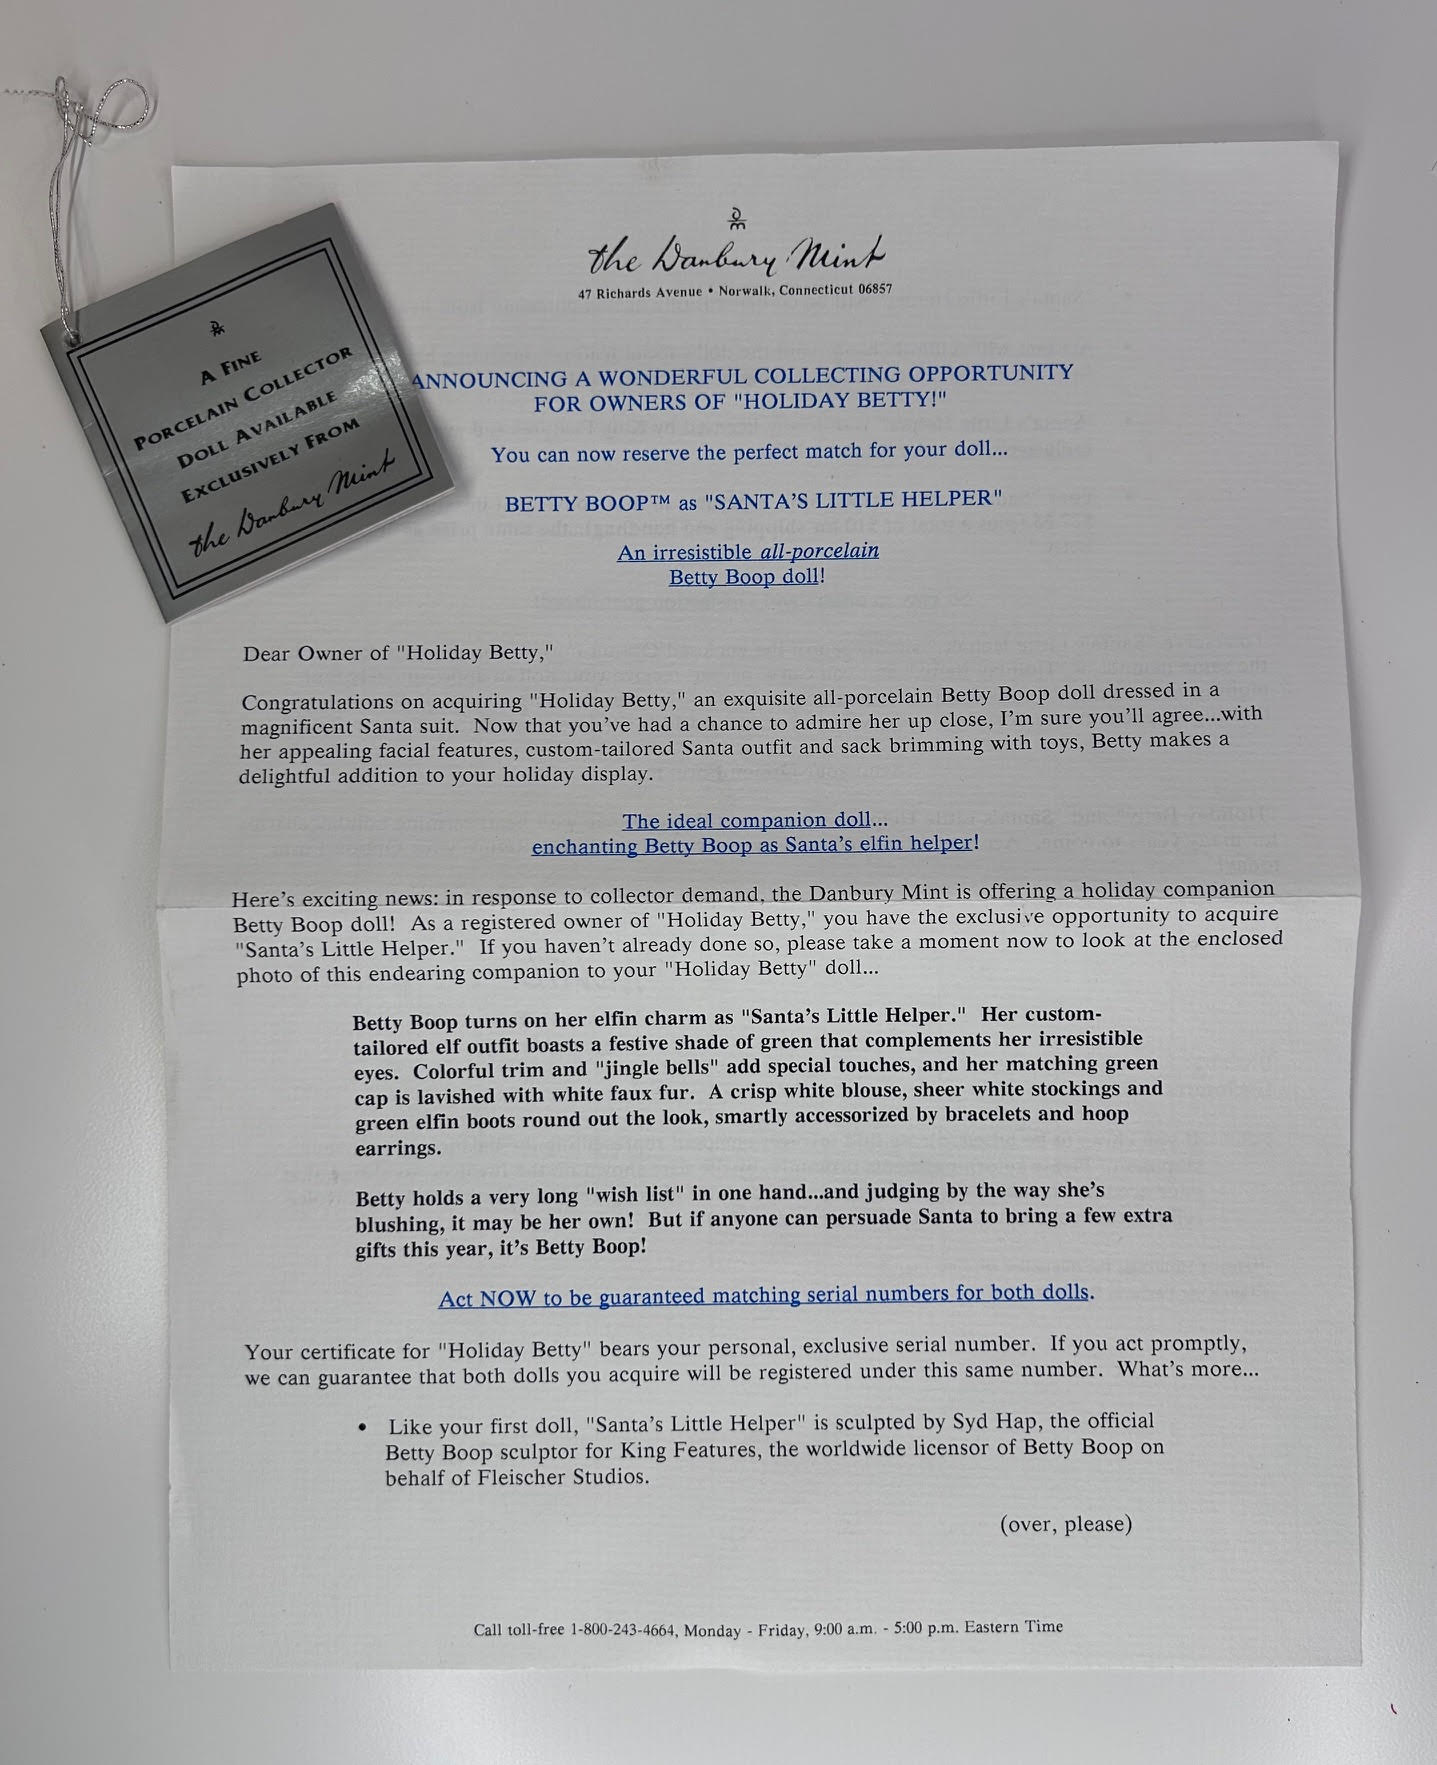 A FINE
PORCELAIN COLLECTOR
DOLL AVAILABLE
EXCLUSIVELY FROM
the Danbury Mint
the Danbury Mint
47 Richards Avenue • Norwalk, Connecticut 06857
ANNOUNCING A WONDERFUL COLLECTING OPPORTUNITY
FOR OWNERS OF "HOLIDAY BETTY!"
You can now reserve the perfect match for your doll...
BETTY BOOP™ as "SANTA'S LITTLE HELPER"
An irresistible all-porcelain
Betty Boop doll!
Dear Owner of "Holiday Betty,"
Congratulations on acquiring "Holiday Betty," an exquisite all-porcelain Betty Boop doll dressed in a
magnificent Santa suit. Now that you've had a chance to admire her up close, I'm sure you'll agree...with
her appealing facial features, custom-tailored Santa outfit and sack brimming with toys, Betty makes a
delightful addition to your holiday display.
The ideal companion doll...
enchanting Betty Boop as Santa's elfin helper!
Here's exciting news: in response to collector demand, the Danbury Mint is offering a holiday companion
Betty Boop doll! As a registered owner of "Holiday Betty," you have the exclusive opportunity to acquire
"Santa's Little Helper." If you haven't already done so, please take a moment now to look at the enclosed
photo of this endearing companion to your "Holiday Betty" doll...
Betty Boop turns on her elfin charm as "Santa's Little Helper." Her custom-
tailored elf outfit boasts a festive shade of green that complements her irresistible
eyes. Colorful trim and "jingle bells" add special touches, and her matching green
cap is lavished with white faux fur. A crisp white blouse, sheer white stockings and
green elfin boots round out the look, smartly accessorized by bracelets and hoop
earrings.
Betty holds a very long "wish list" in one hand...and judging by the way she's
blushing, it may be her own! But if anyone can persuade Santa to bring a few extra
gifts this year, it's Betty Boop!
Act NOW to be guaranteed matching serial numbers for both dolls.
Your certificate for "Holiday Betty" bears your personal, exclusive serial number. If you act promptly,
we can guarantee that both dolls you acquire will be registered under this same number. What's more...
• Like your first doll, "Santa's Little Helper" is sculpted by Syd Hap, the official
Betty Boop sculptor for King Features, the worldwide licensor of Betty Boop on
behalf of Fleischer Studios.
(over, please)
Call toll-free 1-800-243-4664, Monday - Friday, 9:00 a.m. - 5:00 p.m. Eastern Time